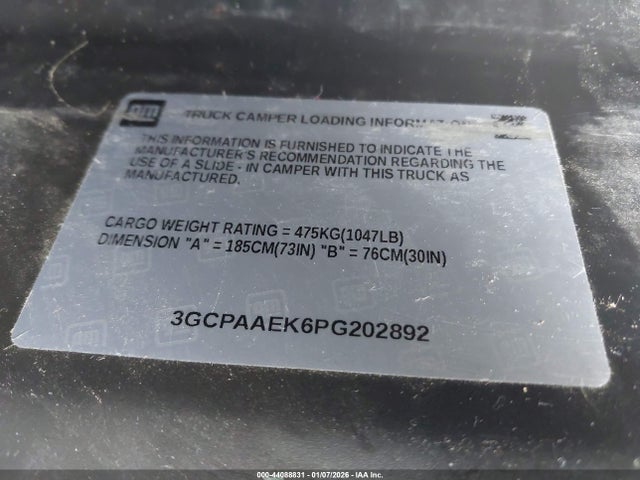 GM
TRUCK CAMPER LOADING INFORMATION
THIS INFORMATION IS FURNISHED TO INDICATE THE
MANUFACTURER'S RECOMMENDATION REGARDING THE
USE OF A SLIDE - IN CAMPER WITH THIS TRUCK AS
MANUFACTURED.
CARGO WEIGHT RATING = 475KG(1047LB)
DIMENSION "A" = 185CM(73IN) "B" = 76CM(30IN)
3GCPAAEK6PG202892
000-44088831 - 01/07/2026 - IAA Inc.